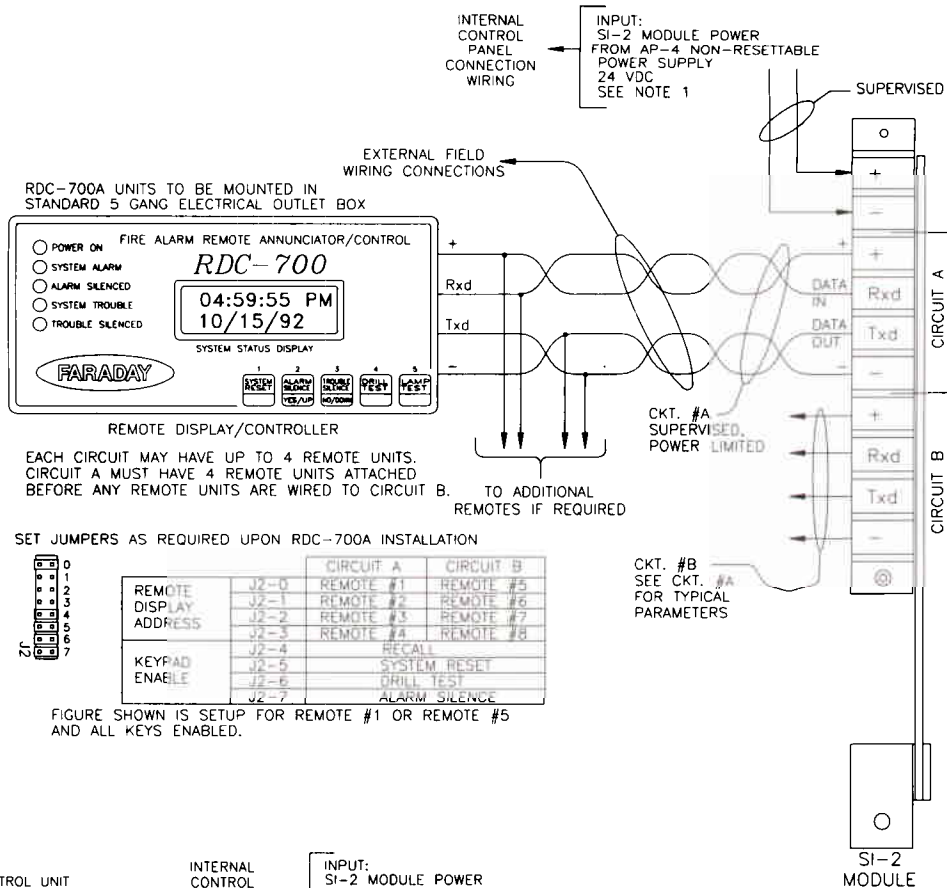 INTERNAL
CONTROL
PANEL
CONNECTION
WIRING
INPUT:
SI-2 MODULE POWER
FROM AP-4 NON-RESETTABLE
POWER SUPPLY
24 VDC
SEE NOTE 1
SUPERVISED
EXTERNAL FIELD
WIRING CONNECTIONS
RDC-700A UNITS TO BE MOUNTED IN
STANDARD 5 GANG ELECTRICAL OUTLET BOX
FIRE ALARM REMOTE ANNUNCIATOR/CONTROL
POWER ON
SYSTEM ALARM
ALARM SILENCED
SYSTEM TROUBLE
TROUBLE SILENCED
RDC-700
04:59:55 PM
10/15/92
SYSTEM STATUS DISPLAY
FARADAY
1 2 3 4 5
SYSTEM RESET
ALARM SILENCE YES/UP
TROUBLE SILENCE NO/DOWN
DRILL TEST
LAMP TEST
+
Rxd
Txd
-
REMOTE DISPLAY/CONTROLLER
+
-
+
+
DATA IN
Rxd
DATA OUT
Txd
-
-
CIRCUIT A
+
Rxd
Txd
-
CIRCUIT B
CKT. #A
SUPERVISED,
POWER LIMITED
EACH CIRCUIT MAY HAVE UP TO 4 REMOTE UNITS.
CIRCUIT A MUST HAVE 4 REMOTE UNITS ATTACHED
BEFORE ANY REMOTE UNITS ARE WIRED TO CIRCUIT B.
TO ADDITIONAL
REMOTES IF REQUIRED
CKT. #B
SEE CKT. #A
FOR TYPICAL
PARAMETERS
SET JUMPERS AS REQUIRED UPON RDC-700A INSTALLATION
0
1
2
3
4
5
6
7
J2
CIRCUIT A CIRCUIT B
REMOTE DISPLAY ADDRESS
J2-0 REMOTE #1 REMOTE #5
J2-1 REMOTE #2 REMOTE #6
J2-2 REMOTE #3 REMOTE #7
J2-3 REMOTE #4 REMOTE #8
KEYPAD ENABLE
J2-4 RECALL
J2-5 SYSTEM RESET
J2-6 DRILL TEST
J2-7 ALARM SILENCE
FIGURE SHOWN IS SETUP FOR REMOTE #1 OR REMOTE #5
AND ALL KEYS ENABLED.
SI-2
MODULE
TROL UNIT
INTERNAL
CONTROL
INPUT:
SI-2 MODULE POWER